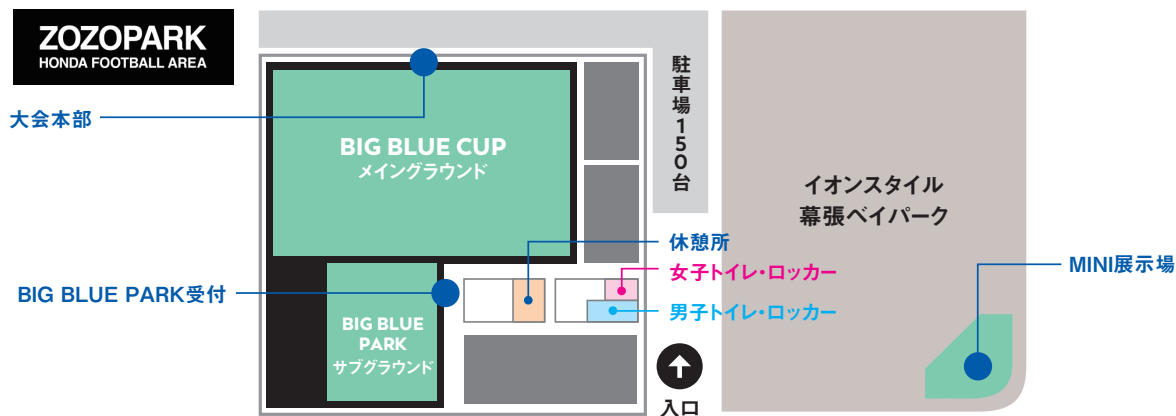 ZOZOPARK
HONDA FOOTBALL AREA
大会本部
BIG BLUE CUP
メイングラウンド
駐車場150台
イオンスタイル
幕張ベイパーク
休憩所
女子トイレ・ロッカー
MINI展示場
BIG BLUE PARK受付
男子トイレ・ロッカー
BIG BLUE
PARK
サブグラウンド
入口